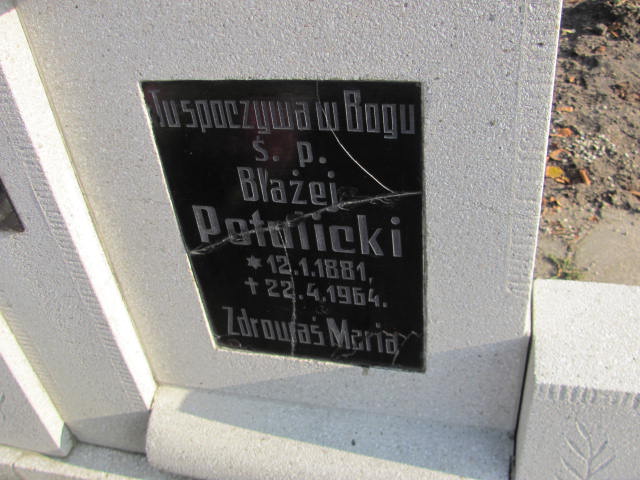 Tu spoczywa w Bogu
ś. p.
Błażej
Potulicki
* 12.1.1881,
† 22.4.1964.
Zdrowaś Maria